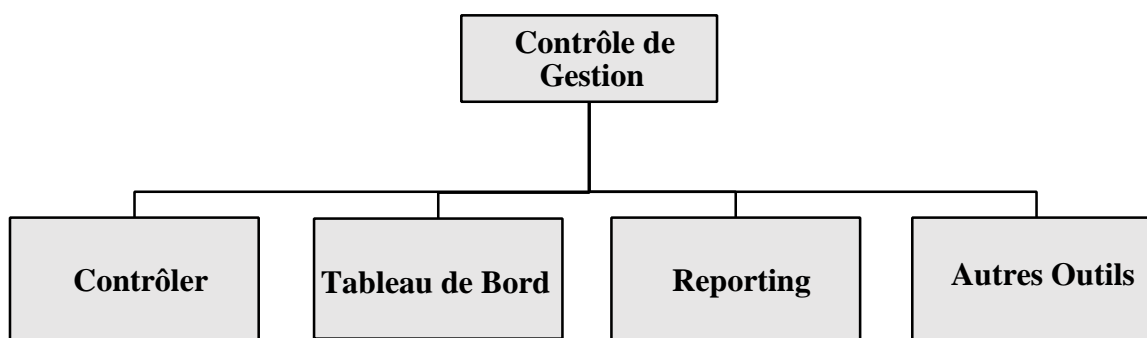 Contrôle de
Gestion
Contrôler
Tableau de Bord
Reporting
Autres Outils